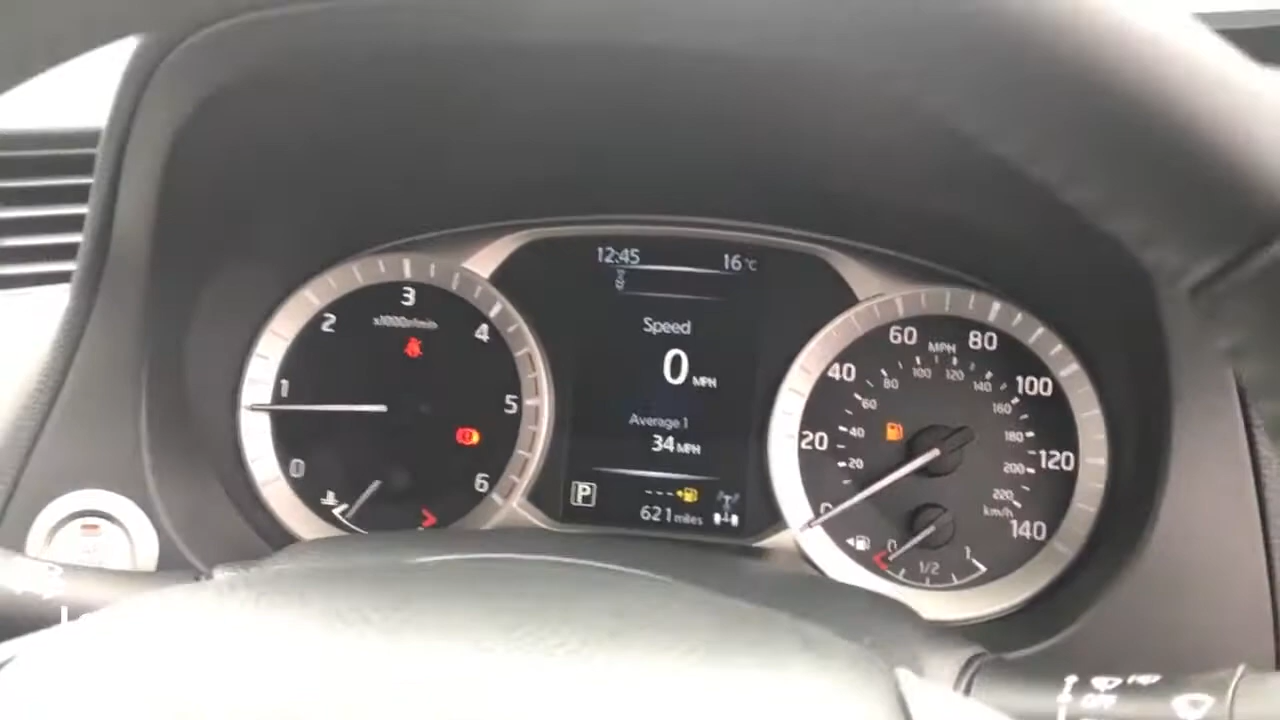 12:45 16°C
Speed
0 MPH
Average 1
34 MPH
P ---
621 miles
0 1 2 3 4 5 6
x1000r/min
0 20 40 60 80 100 120 140
MPH
20 40 60 80 100 120 140 160 180 200 220
km/h
0 1/2 1
OFF